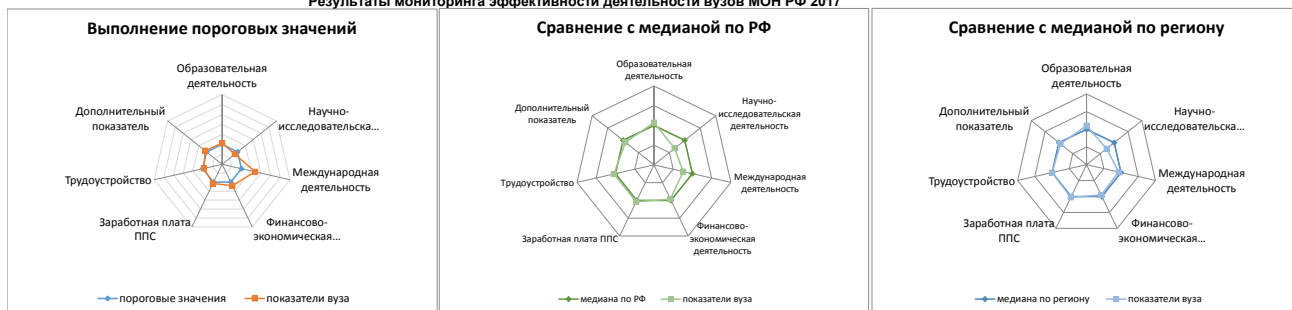 Результаты мониторинга эффективности деятельности вузов МОН РФ 2017
Выполнение пороговых значений
Образовательная
деятельность
Научно-
исследовательска...
Международная
деятельность
Финансово-
экономическая...
Заработная плата
ППС
Трудоустройство
Дополнительный
показатель
пороговые значения
показатели вуза
Сравнение с медианой по РФ
Образовательная
деятельность
Научно-
исследовательская
деятельность
Международная
деятельность
Финансово-
экономическая деятельность
Заработная плата ППС
Трудоустройство
Дополнительный
показатель
медиана по РФ
показатели вуза
Сравнение с медианой по региону
Образовательная
деятельность
Научно-
исследовательска...
Международная
деятельность
Финансово-
экономическая...
Заработная плата
ППС
Трудоустройство
Дополнительный
показатель
медиана по региону
показатели вуза